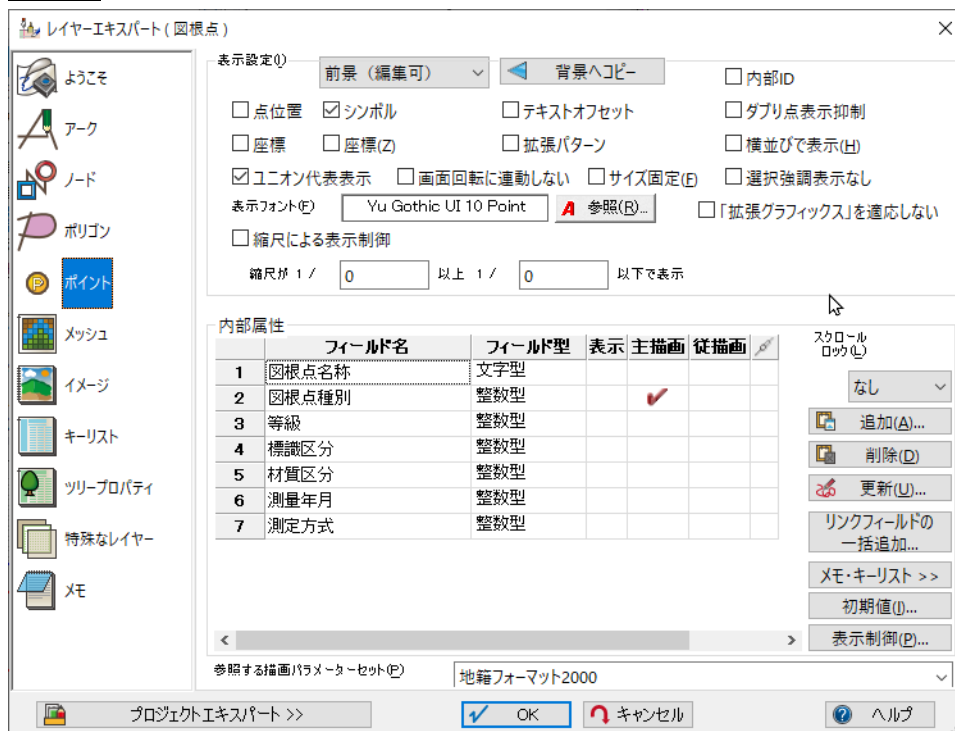 レイヤーエキスパート ( 図根点 )
ようこそ
アーク
ノード
ポリゴン
ポイント
メッシュ
イメージ
キーリスト
ツリープロパティ
特殊なレイヤー
メモ
表示設定(I)
前景（編集可）
背景へコピー
内部ID
点位置 シンボル テキストオフセット ダブり点表示抑制
座標 座標(Z) 拡張パターン 横並びで表示(H)
ユニオン代表表示 画面回転に連動しない サイズ固定(F) 選択強調表示なし
表示フォント(F) Yu Gothic UI 10 Point 参照(R)... 「拡張グラフィックス」を適応しない
縮尺による表示制御
縮尺が 1 / 0 以上 1 / 0 以下で表示
内部属性
フィールド名 フィールド型 表示 主描画 従描画
1 図根点名称 文字型
2 図根点種別 整数型
3 等級 整数型
4 標識区分 整数型
5 材質区分 整数型
6 測量年月 整数型
7 測定方式 整数型
スクロール
ロック(L)
なし
追加(A)...
削除(D)
更新(U)...
リンクフィールドの
一括追加...
メモ・キーリスト >>
初期値(I)...
表示制御(P)...
参照する描画パラメーターセット(P) 地籍フォーマット2000
プロジェクトエキスパート >> OK キャンセル ヘルプ